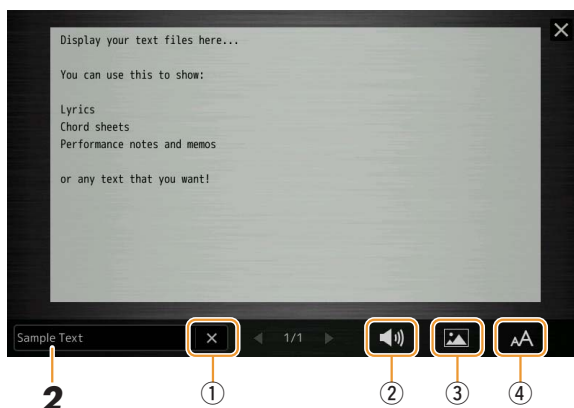 Display your text files here...
You can use this to show:
Lyrics
Chord sheets
Performance notes and memos
or any text that you want!
Sample Text
1/1
AA
2
①
②
③
④